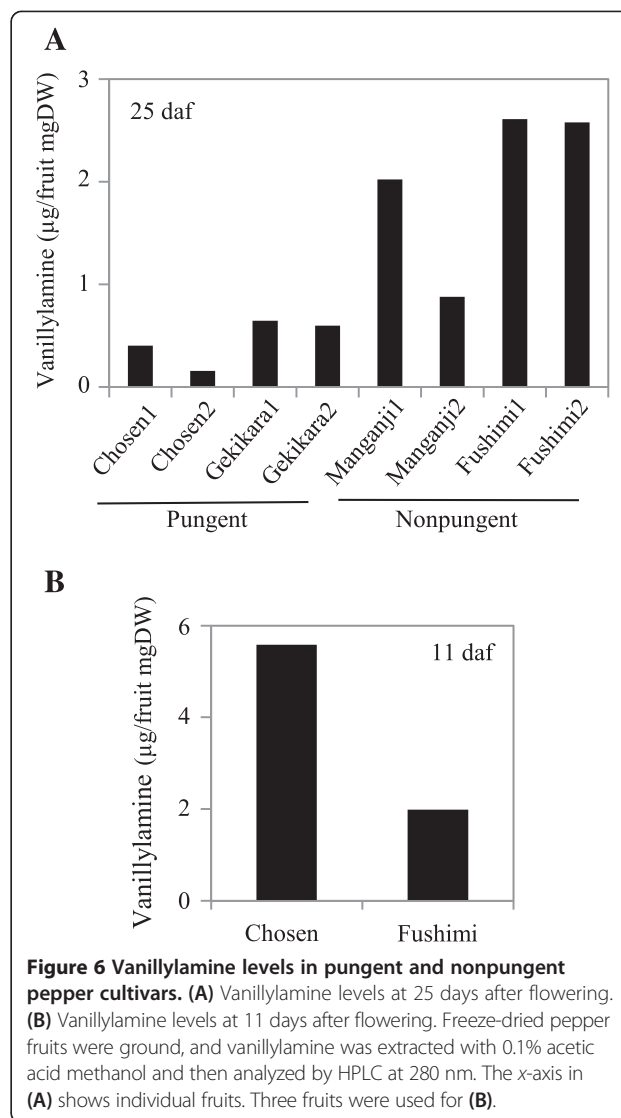 A
25 daf
Vanillylamine (µg/fruit mgDW)
3
2
1
0
Chosen1
Chosen2
Gekikara1
Gekikara2
Manganji1
Manganji2
Fushimi1
Fushimi2
Pungent
Nonpungent
B
11 daf
Vanillylamine (µg/fruit mgDW)
6
4
2
0
Chosen
Fushimi
Figure 6 Vanillylamine levels in pungent and nonpungent
pepper cultivars. (A) Vanillylamine levels at 25 days after flowering.
(B) Vanillylamine levels at 11 days after flowering. Freeze-dried pepper
fruits were ground, and vanillylamine was extracted with 0.1% acetic
acid methanol and then analyzed by HPLC at 280 nm. The x-axis in
(A) shows individual fruits. Three fruits were used for (B).